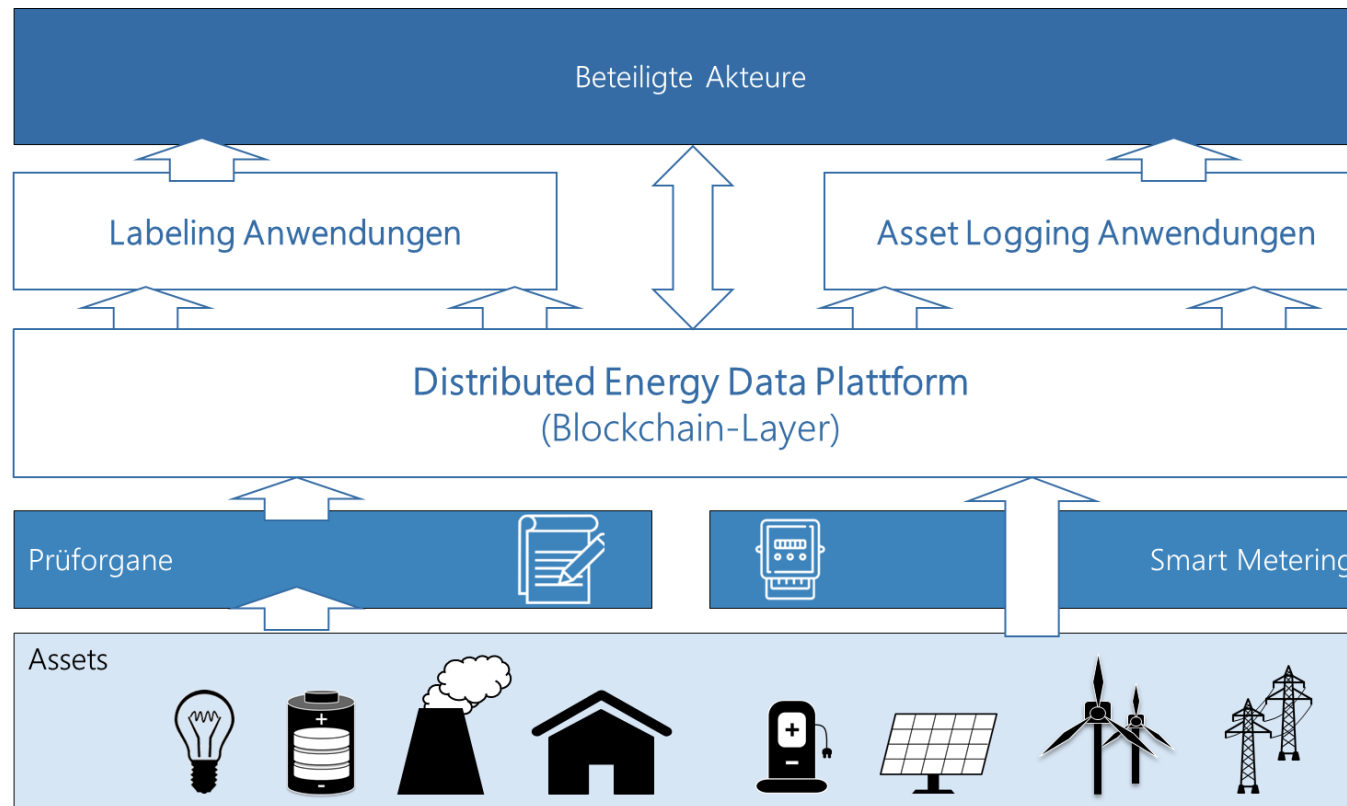 Beteiligte Akteure
Labeling Anwendungen
Asset Logging Anwendungen
Distributed Energy Data Plattform
(Blockchain-Layer)
Prüforgane
Smart Metering
Assets